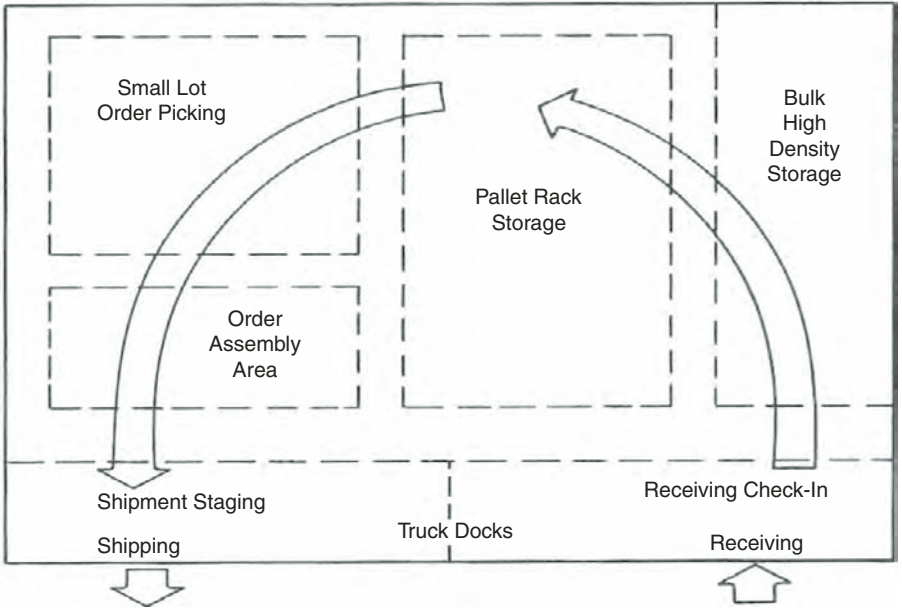 Small Lot
Order Picking
Bulk
High
Density
Storage
Pallet Rack
Storage
Order
Assembly
Area
Shipment Staging
Receiving Check-In
Truck Docks
Shipping
Receiving